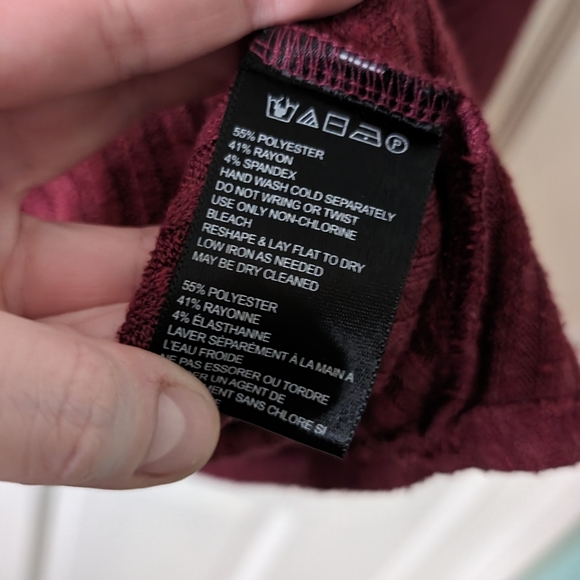 P
55% POLYESTER
41% RAYON
4% SPANDEX
HAND WASH COLD SEPARATELY
DO NOT WRING OR TWIST
USE ONLY NON-CHLORINE
BLEACH
RESHAPE & LAY FLAT TO DRY
LOW IRON AS NEEDED
MAY BE DRY CLEANED
55% POLYESTER
41% RAYONNE
4% ÉLASTHANNE
LAVER SÉPARÉMENT À LA MAIN A
L'EAU FROIDE
NE PAS ESSORER OU TORDRE
UN AGENT DE
SANS CHLORE SI